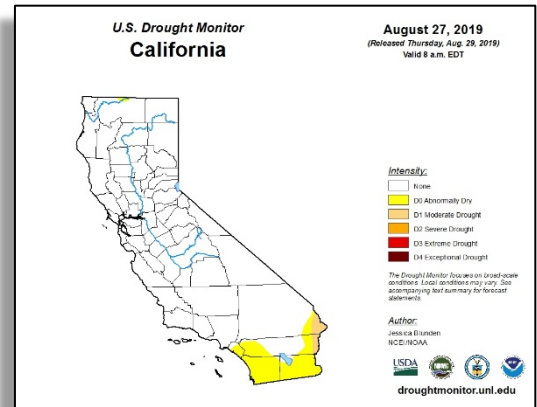 U.S. Drought Monitor
California
August 27, 2019
(Released Thursday, Aug. 29, 2019)
Valid 8 a.m. EDT
Intensity:
None
D0 Abnormally Dry
D1 Moderate Drought
D2 Severe Drought
D3 Extreme Drought
D4 Exceptional Drought
The Drought Monitor focuses on broad-scale
conditions. Local conditions may vary. See
accompanying text summary for forecast
statements.
Author:
Jessica Blunden
NCEI/NOAA
USDA
droughtmonitor.unl.edu